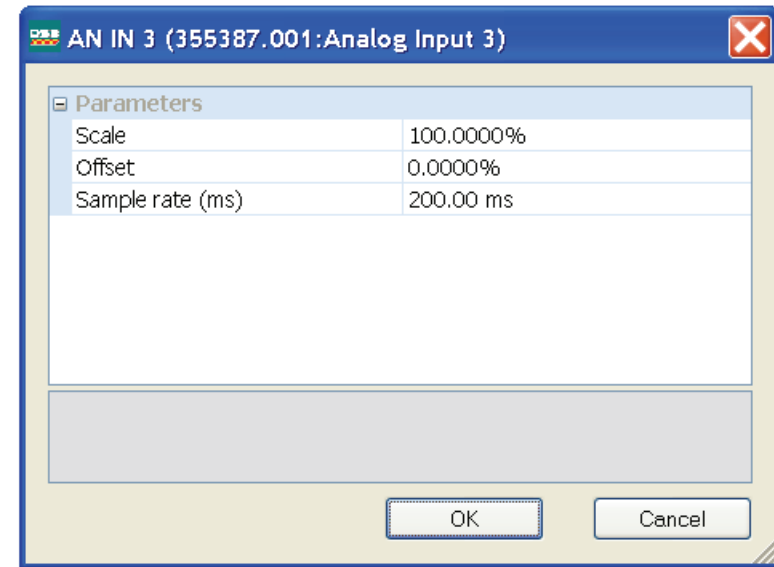 AN IN 3 (355387.001:Analog Input 3)
Parameters
Scale 100.0000%
Offset 0.0000%
Sample rate (ms) 200.00 ms
OK Cancel